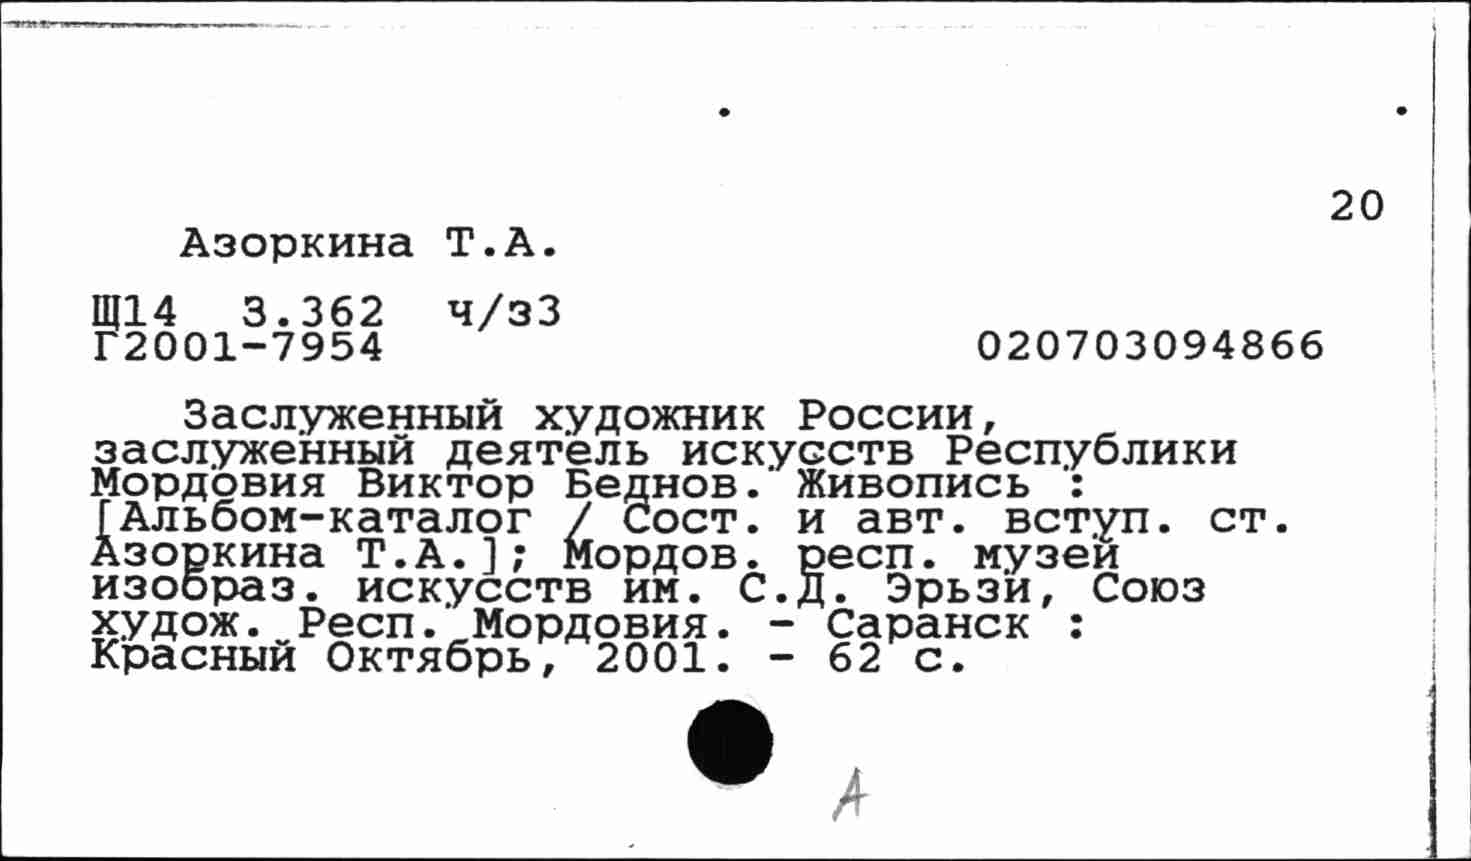 20
Азоркина Т.А.
Щ14 З.362 ч/з3
Г2001-7954 020703094866
Заслуженный художник России,
заслуженный деятель искусств Республики
Мордовия Виктор Беднов. Живопись :
[Альбом-каталог / Сост. и авт. вступ. ст.
Азоркина Т.А.]; Мордов. респ. музей
изобраз. искусств им. С.Д. Эрьзи, Союз
худож. Респ. Мордовия. - Саранск :
Красный Октябрь, 2001. - 62 с.
А